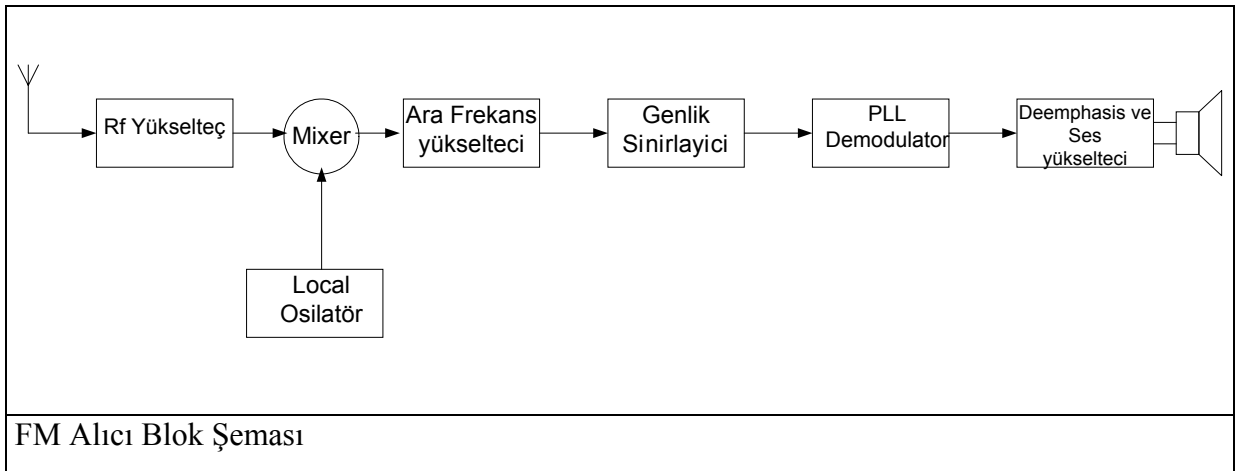 Rf Yükselteç
Mixer
Ara Frekans
yükselteci
Genlik
Sinirlayici
PLL
Demodulator
Deemphasis ve
Ses
yükselteci
Local
Osilatör
FM Alıcı Blok Şeması